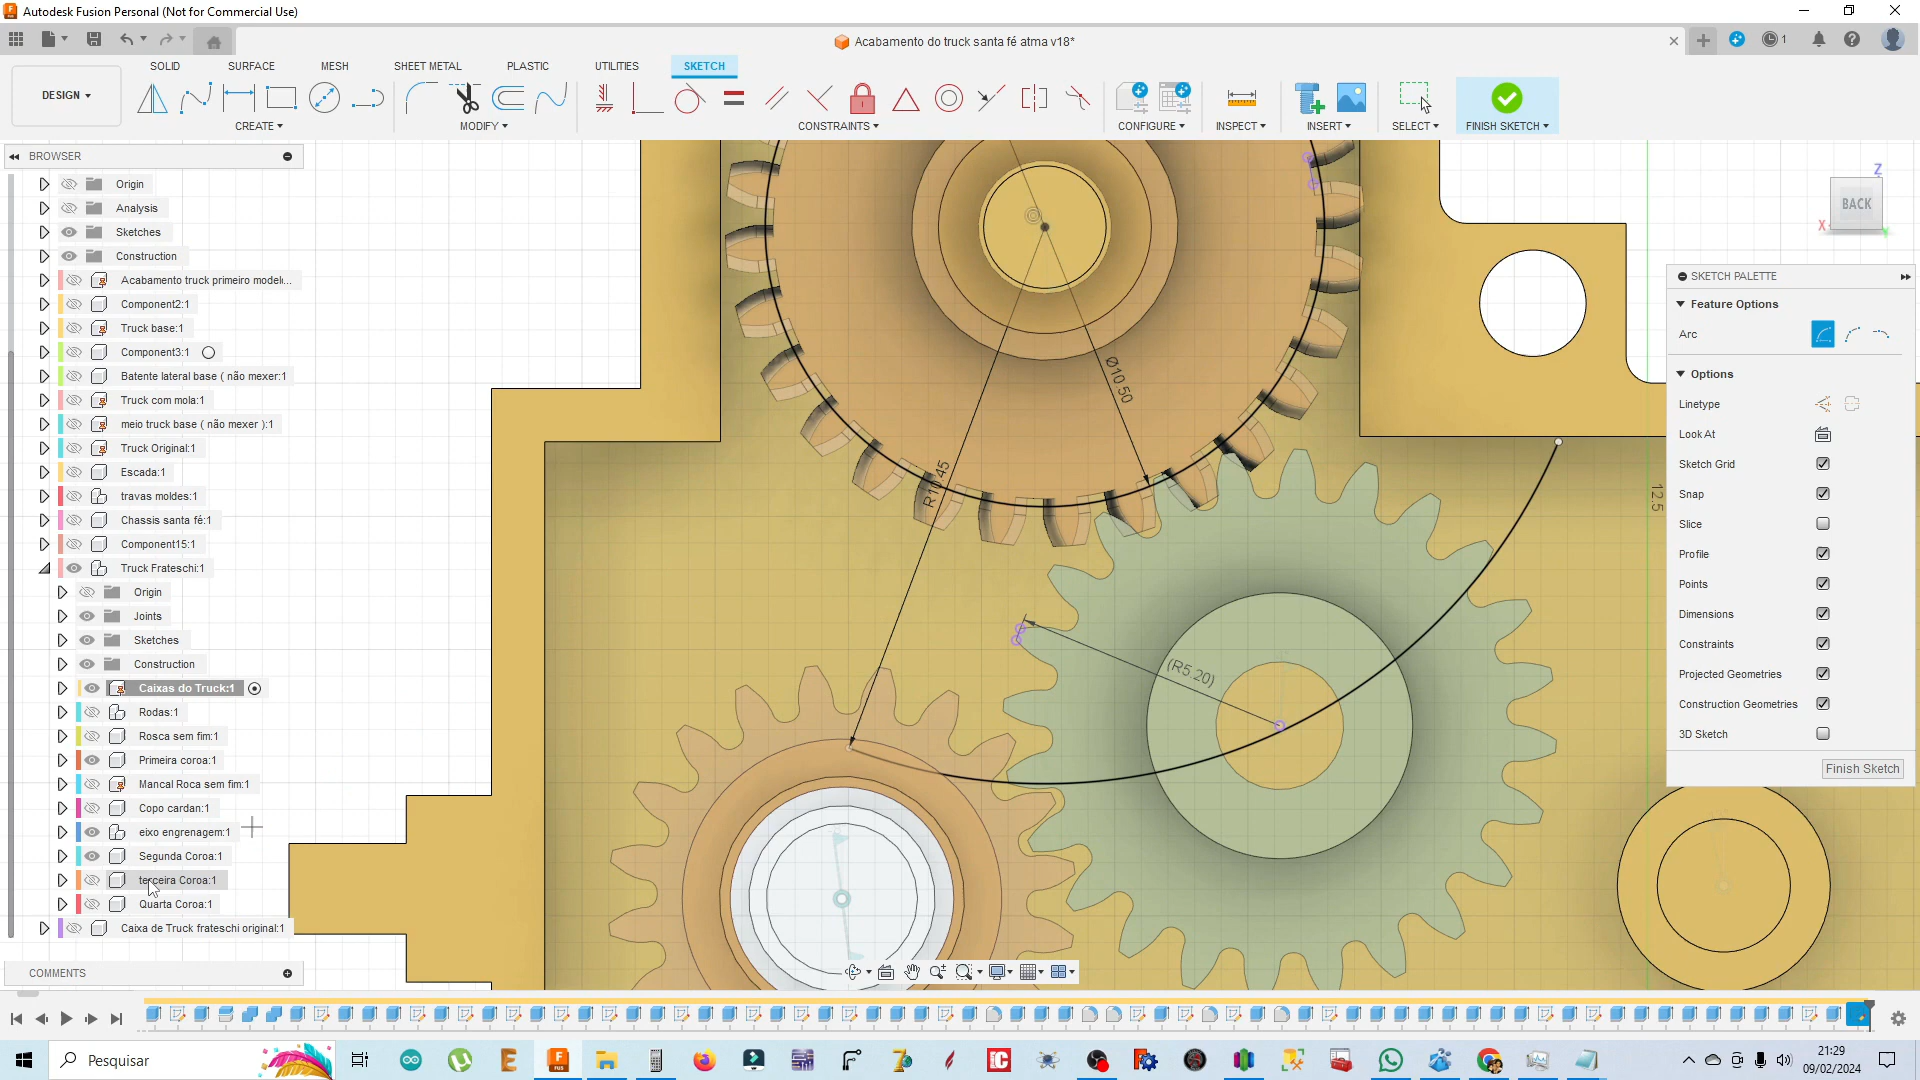 Autodesk Fusion Personal (Not for Commercial Use)
Acabamento do truck santa fé atma v18*
1
SOLID
SURFACE
MESH
SHEET METAL
PLASTIC
UTILITIES
SKETCH
DESIGN
CREATE
MODIFY
CONSTRAINTS
CONFIGURE
INSPECT
INSERT
SELECT
FINISH SKETCH
BROWSER
Origin
Analysis
Sketches
Construction
Acabamento truck primeiro modelo...
Component2:1
Truck base:1
Component3:1
Batente lateral base ( não mexer:1
Truck com mola:1
meio truck base ( não mexer ):1
Truck Original:1
Escada:1
travas moldes:1
Chassis santa fé:1
Component15:1
Truck Frateschi:1
Origin
Joints
Sketches
Construction
Caixas do Truck:1
Rodas:1
Rosca sem fim:1
Primeira coroa:1
Mancal Roca sem fim:1
Copo cardan:1
eixo engrenagem:1
Segunda Coroa:1
terceira Coroa:1
Quarta Coroa:1
Caixa de Truck frateschi original:1
COMMENTS
Ø10.50
R10.45
(R5.20)
12.5
Z
BACK
X
Y
SKETCH PALETTE
Feature Options
Arc
Options
Linetype
Look At
Sketch Grid
Snap
Slice
Profile
Points
Dimensions
Constraints
Projected Geometries
Construction Geometries
3D Sketch
Finish Sketch
Pesquisar
21:29
09/02/2024